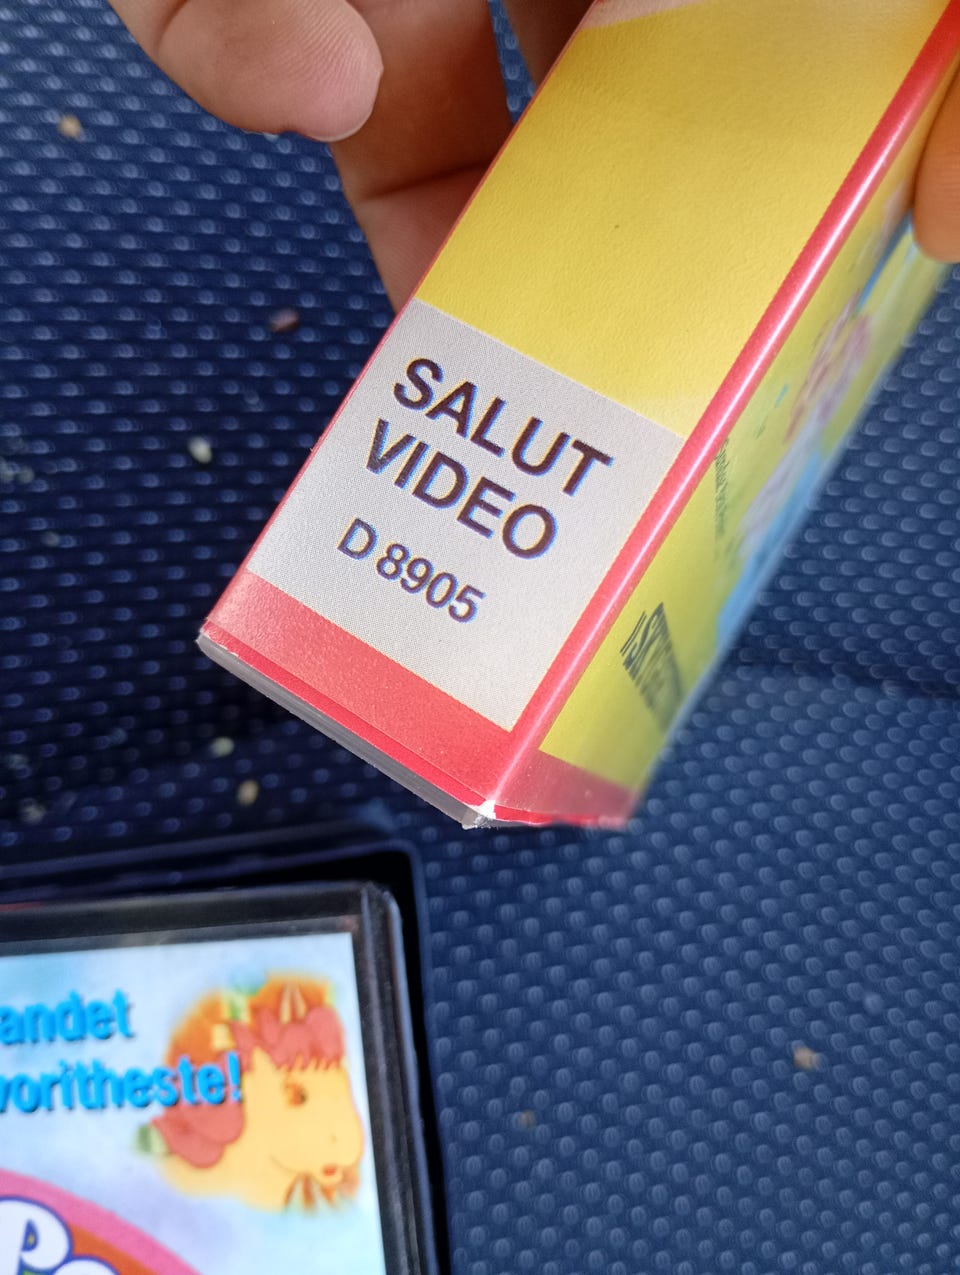 SALUT
VIDEO
D 8905
andet
voritheste!